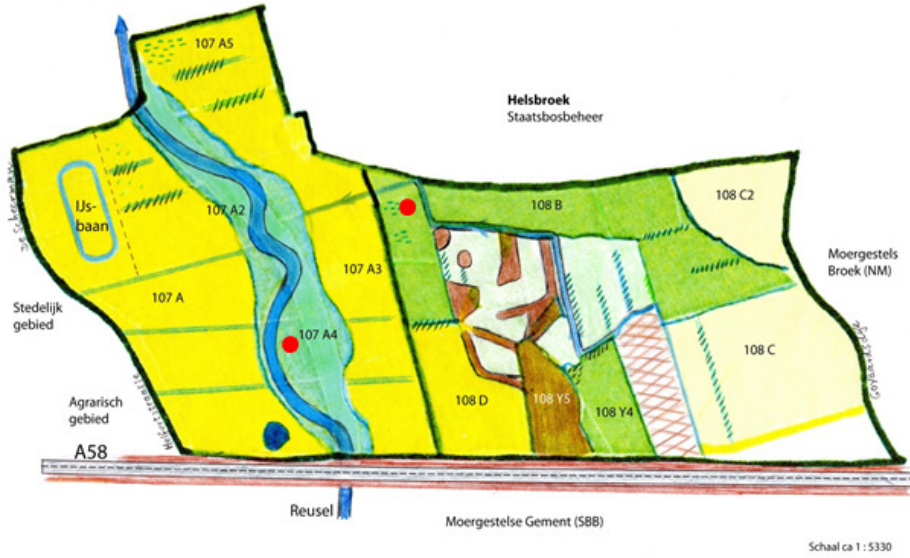 107 A5
Helsbroek
Staatsbosbeheer
108 C2
IJs-
baan
107 A2
108 B
Moergestels
Broek (NM)
107 A3
107 A
Stedelijk
gebied
107 A4
108 C
Agrarisch
gebied
108 D
108 Y5
108 Y4
A58
Reusel
Moergestelse Gement (SBB)
Schaal ca 1 : 5330